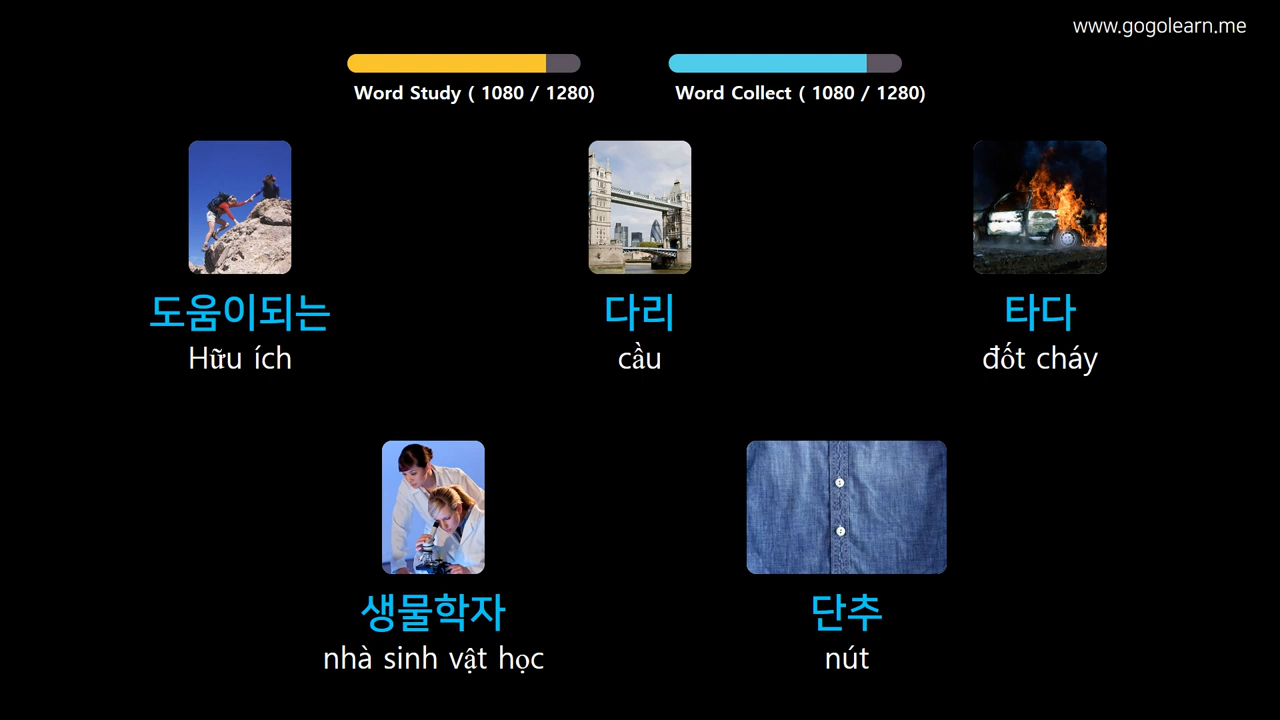 www.gogolearn.me
Word Study ( 1080 / 1280)
Word Collect ( 1080 / 1280)
도움이되는
Hữu ích
다리
cầu
타다
đốt cháy
생물학자
nhà sinh vật học
단추
nút